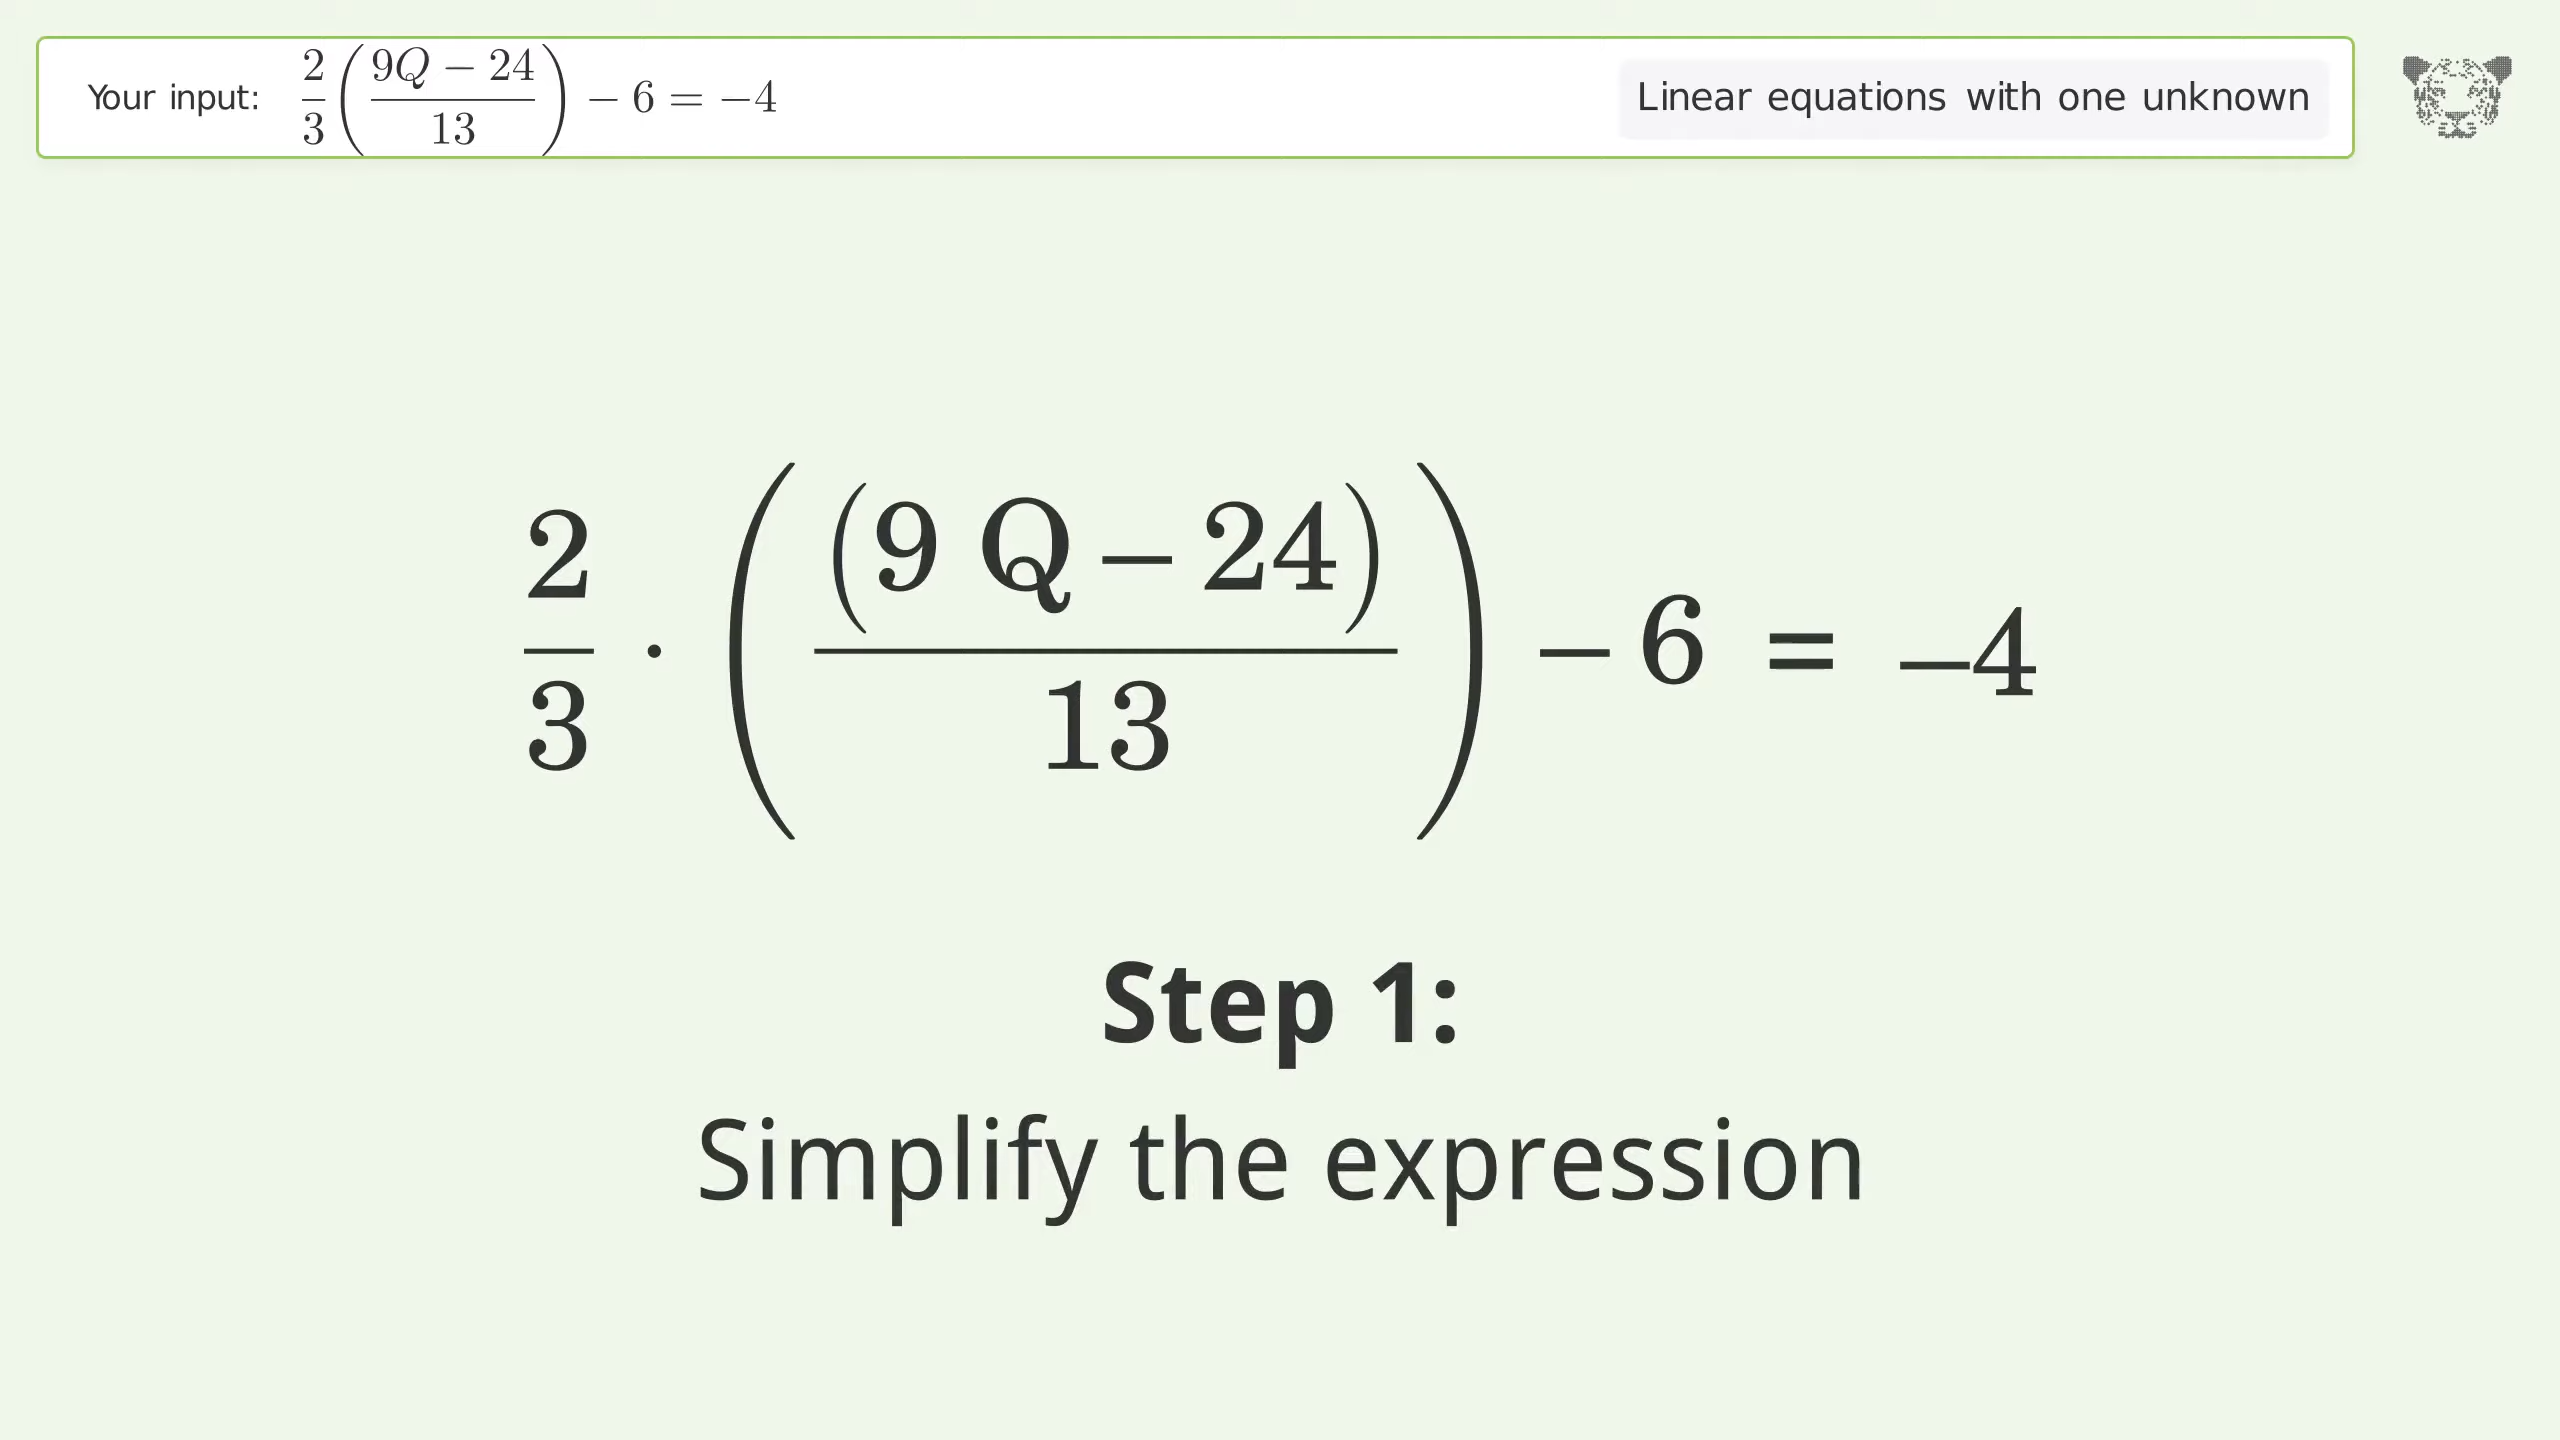 Your input: 2/3 ( (9Q − 24)/13 ) − 6 = −4
Linear equations with one unknown
2/3 · ( (9 Q − 24)/13 ) − 6 = −4
Step 1:
Simplify the expression